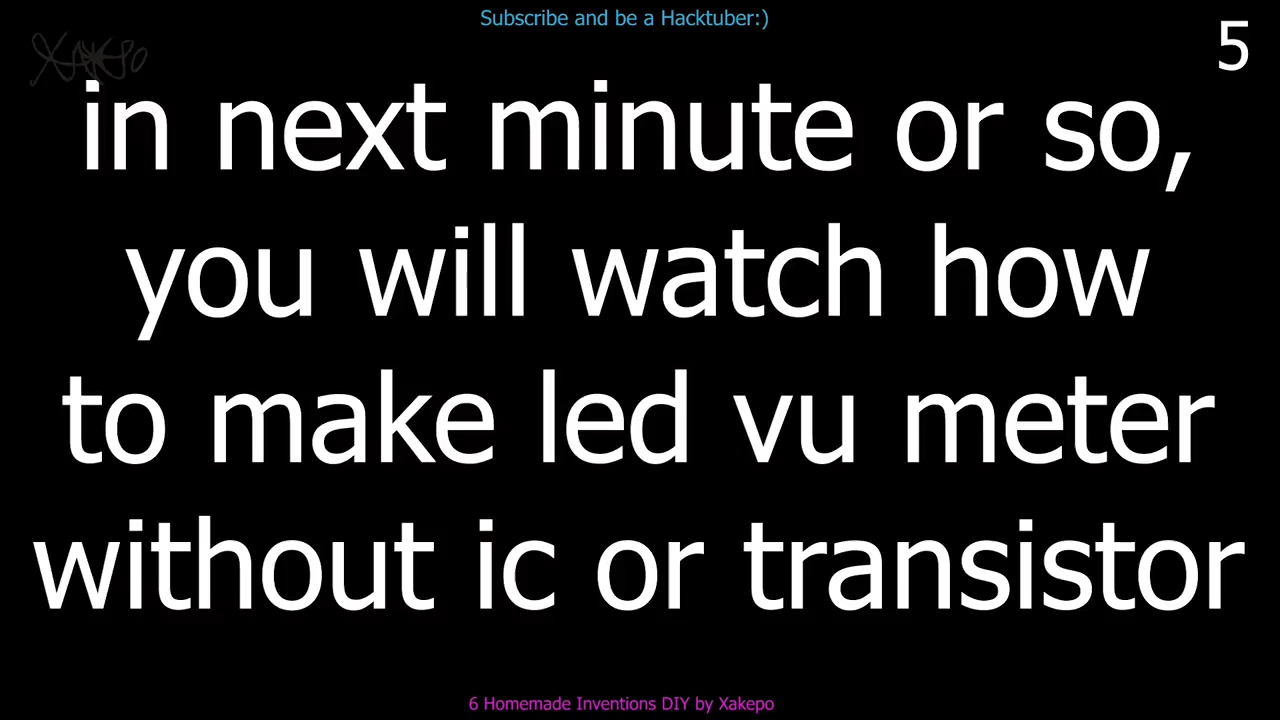 Subscribe and be a Hacktuber:)
5
Xakepo
in next minute or so,
you will watch how
to make led vu meter
without ic or transistor
6 Homemade Inventions DIY by Xakepo